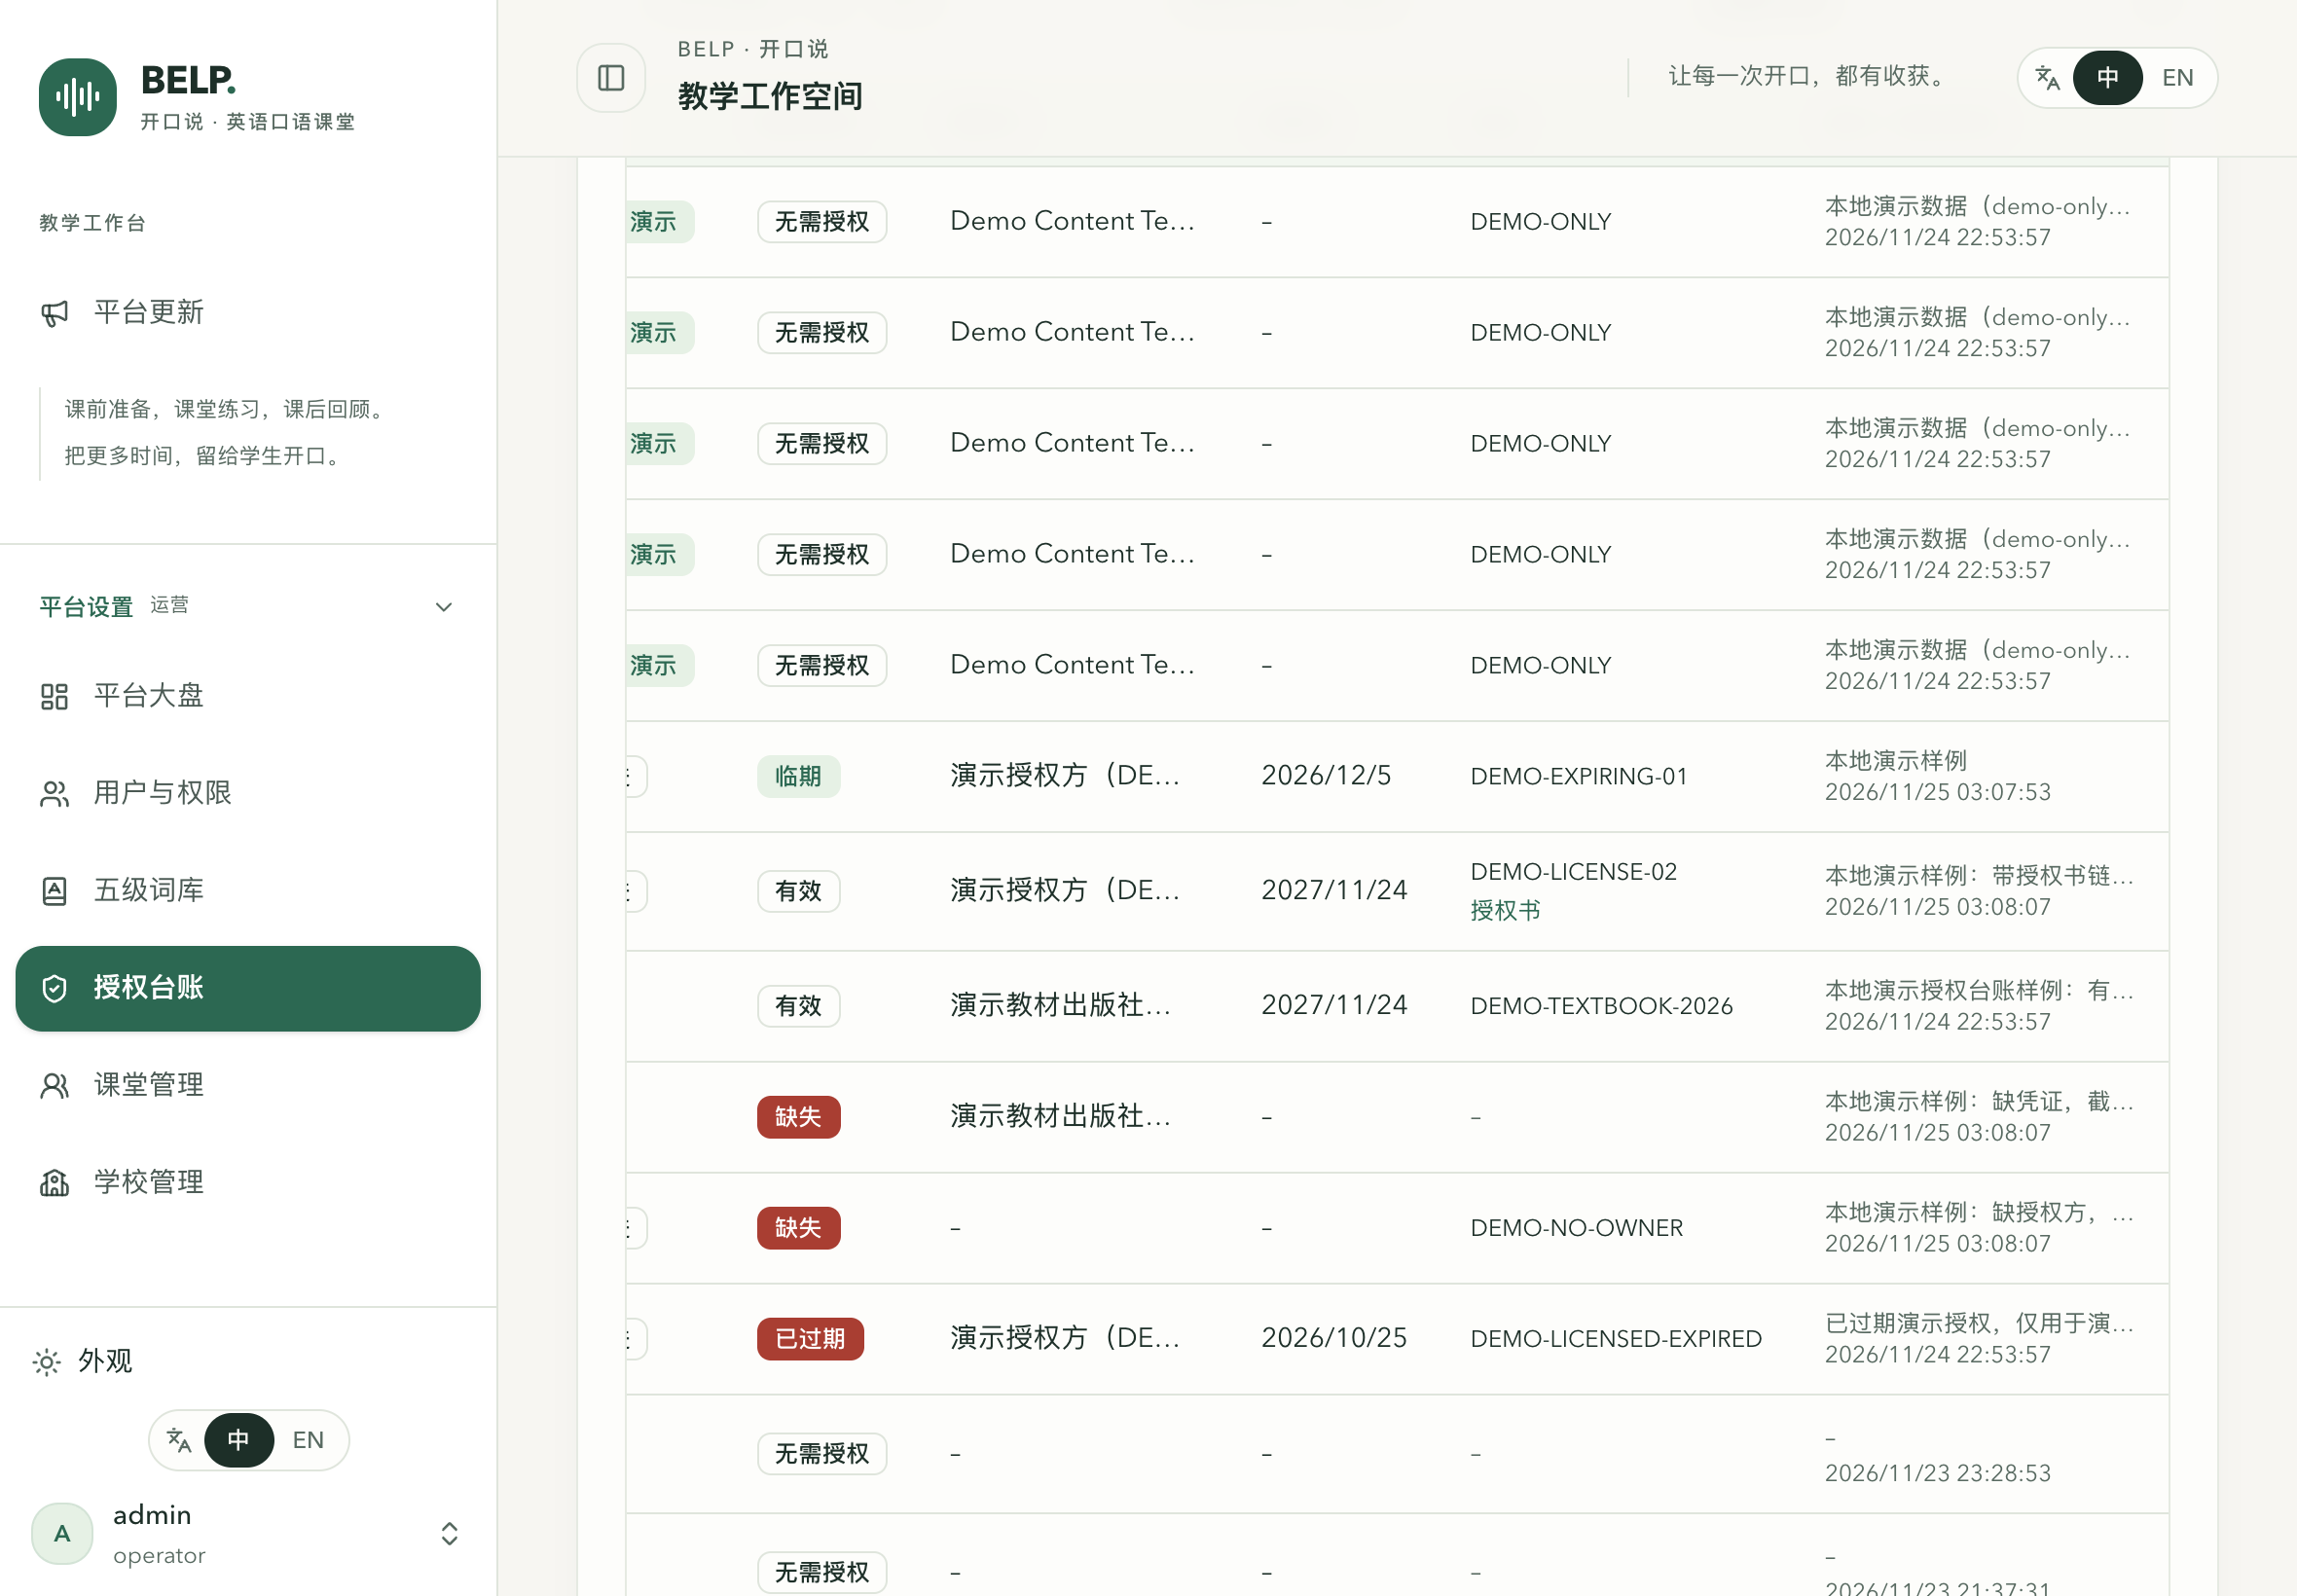 BELP.
开口说 · 英语口语课堂
教学工作台
平台更新
课前准备，课堂练习，课后回顾。
把更多时间，留给学生开口。
平台设置 运营
平台大盘
用户与权限
五级词库
授权台账
课堂管理
学校管理
外观
中 EN
A
admin
operator
BELP · 开口说
教学工作空间
让每一次开口，都有收获。
中 EN
演示 无需授权 Demo Content Te... – DEMO-ONLY 本地演示数据（demo-only...
2026/11/24 22:53:57
演示 无需授权 Demo Content Te... – DEMO-ONLY 本地演示数据（demo-only...
2026/11/24 22:53:57
演示 无需授权 Demo Content Te... – DEMO-ONLY 本地演示数据（demo-only...
2026/11/24 22:53:57
演示 无需授权 Demo Content Te... – DEMO-ONLY 本地演示数据（demo-only...
2026/11/24 22:53:57
演示 无需授权 Demo Content Te... – DEMO-ONLY 本地演示数据（demo-only...
2026/11/24 22:53:57
临期 演示授权方（DE... 2026/12/5 DEMO-EXPIRING-01 本地演示样例
2026/11/25 03:07:53
有效 演示授权方（DE... 2027/11/24 DEMO-LICENSE-02 本地演示样例：带授权书链...
授权书 2026/11/25 03:08:07
有效 演示教材出版社... 2027/11/24 DEMO-TEXTBOOK-2026 本地演示授权台账样例：有...
2026/11/24 22:53:57
缺失 演示教材出版社... – – 本地演示样例：缺凭证，截...
2026/11/25 03:08:07
缺失 – – DEMO-NO-OWNER 本地演示样例：缺授权方，...
2026/11/25 03:08:07
已过期 演示授权方（DE... 2026/10/25 DEMO-LICENSED-EXPIRED 已过期演示授权，仅用于演...
2026/11/24 22:53:57
无需授权 – – – –
2026/11/23 23:28:53
无需授权 – – – –
2026/11/23 21:37:31